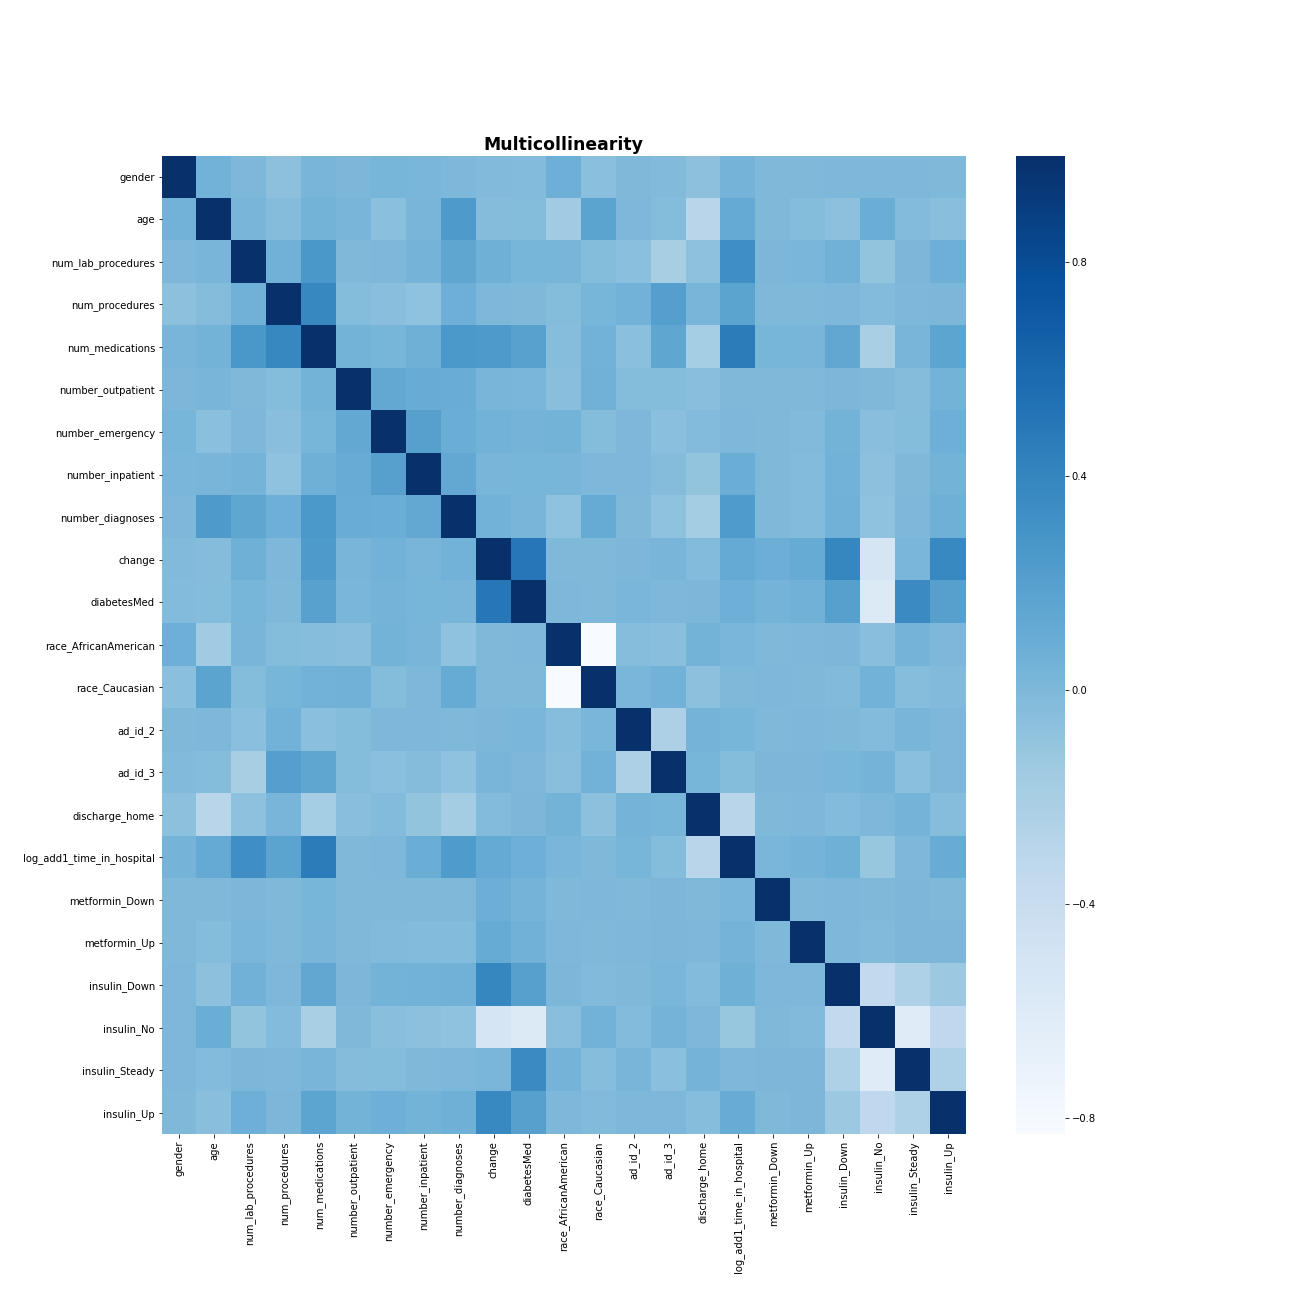 Multicollinearity
gender
age
num_lab_procedures
num_procedures
num_medications
number_outpatient
number_emergency
number_inpatient
number_diagnoses
change
diabetesMed
race_AfricanAmerican
race_Caucasian
ad_id_2
ad_id_3
discharge_home
log_add1_time_in_hospital
metformin_Down
metformin_Up
insulin_Down
insulin_No
insulin_Steady
insulin_Up
gender
age
num_lab_procedures
num_procedures
num_medications
number_outpatient
number_emergency
number_inpatient
number_diagnoses
change
diabetesMed
race_AfricanAmerican
race_Caucasian
ad_id_2
ad_id_3
discharge_home
log_add1_time_in_hospital
metformin_Down
metformin_Up
insulin_Down
insulin_No
insulin_Steady
insulin_Up
0.8
0.4
0.0
−0.4
−0.8